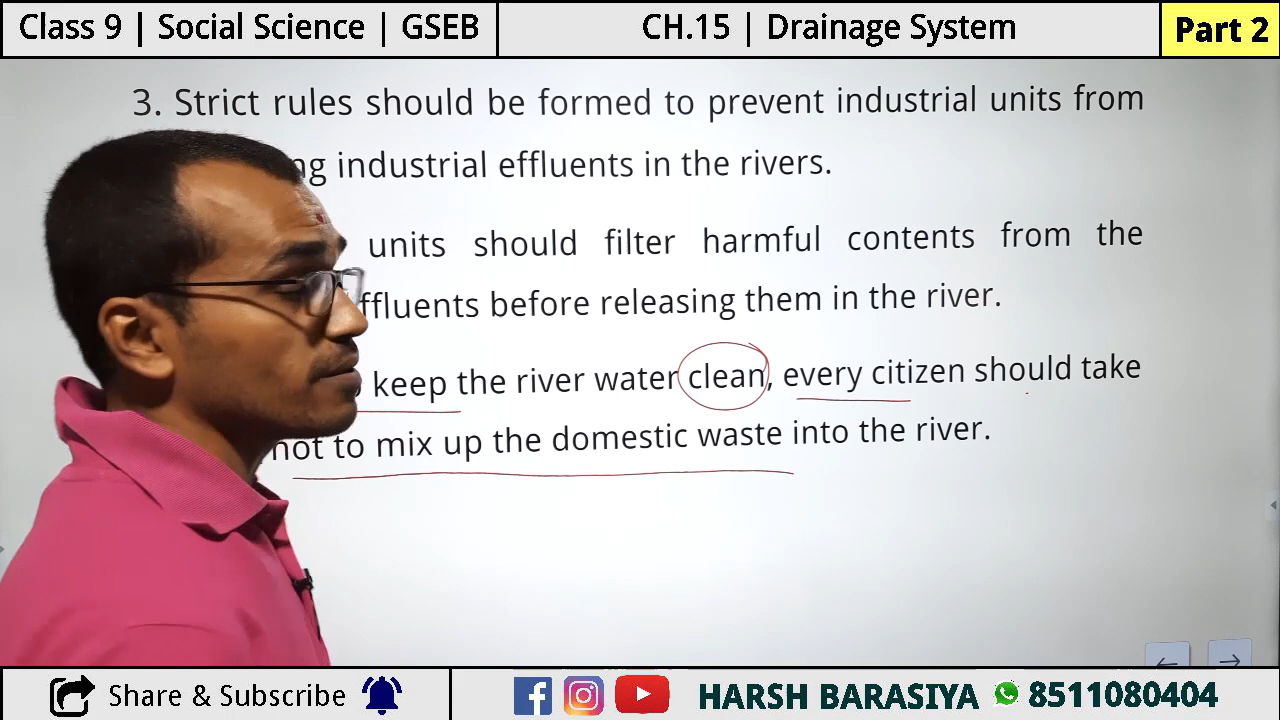 Class 9 | Social Science | GSEB
CH.15 | Drainage System
Part 2
3. Strict rules should be formed to prevent industrial units from
ng industrial effluents in the rivers.
units should filter harmful contents from the
ffluents before releasing them in the river.
keep the river water clean, every citizen should take
not to mix up the domestic waste into the river.
Share & Subscribe
HARSH BARASIYA 8511080404